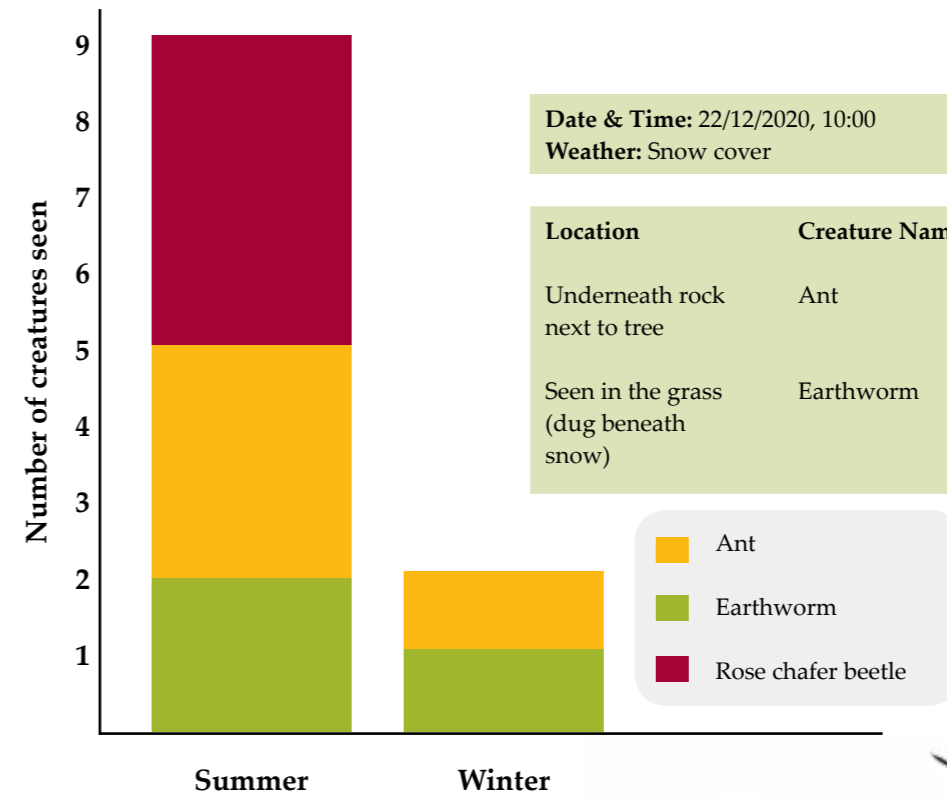 Number of creatures seen
9
8
7
6
5
4
3
2
1
Summer
Winter
Date & Time: 22/12/2020, 10:00
Weather: Snow cover
Location Creature Nam
Underneath rock Ant
next to tree
Seen in the grass Earthworm
(dug beneath
snow)
Ant
Earthworm
Rose chafer beetle